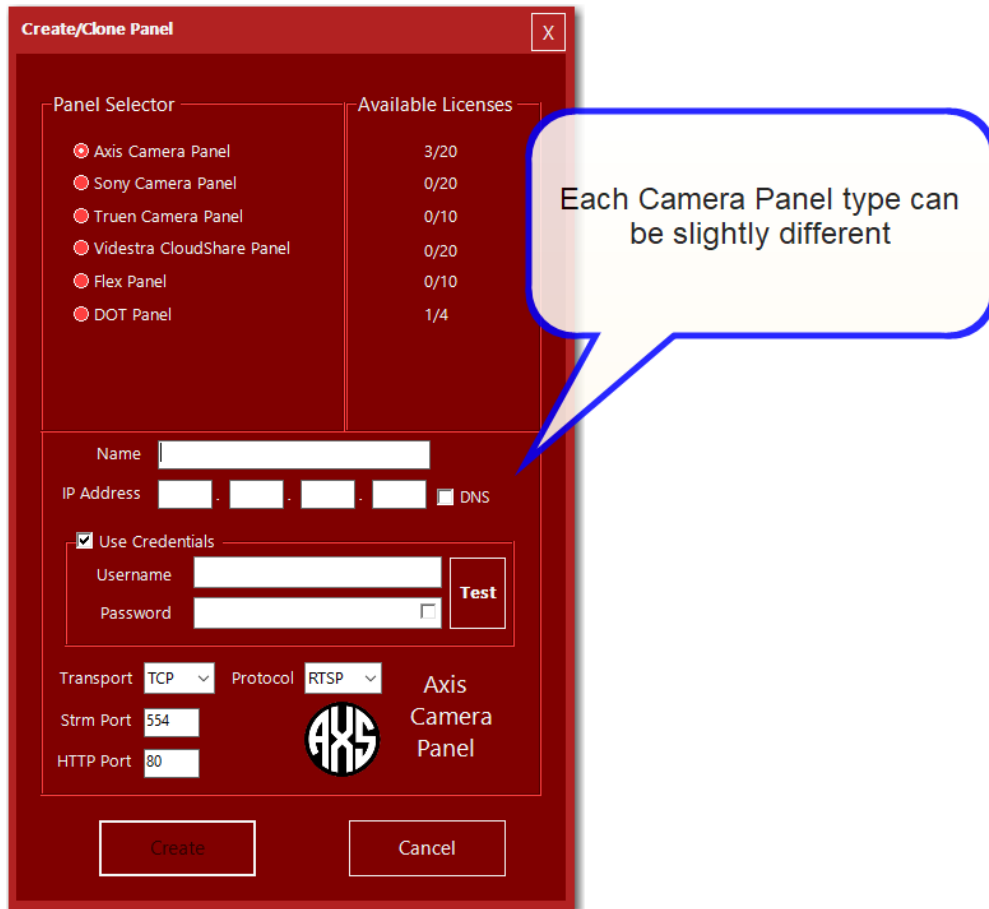 Create/Clone Panel
X
Panel Selector
Available Licenses
Axis Camera Panel
3/20
Sony Camera Panel
0/20
Truen Camera Panel
0/10
Videstra CloudShare Panel
0/20
Flex Panel
0/10
DOT Panel
1/4
Each Camera Panel type can
be slightly different
Name
IP Address . . . DNS
Use Credentials
Username
Password
Test
Transport TCP Protocol RTSP
Strm Port 554
HTTP Port 80
AXS
Axis
Camera
Panel
Create
Cancel